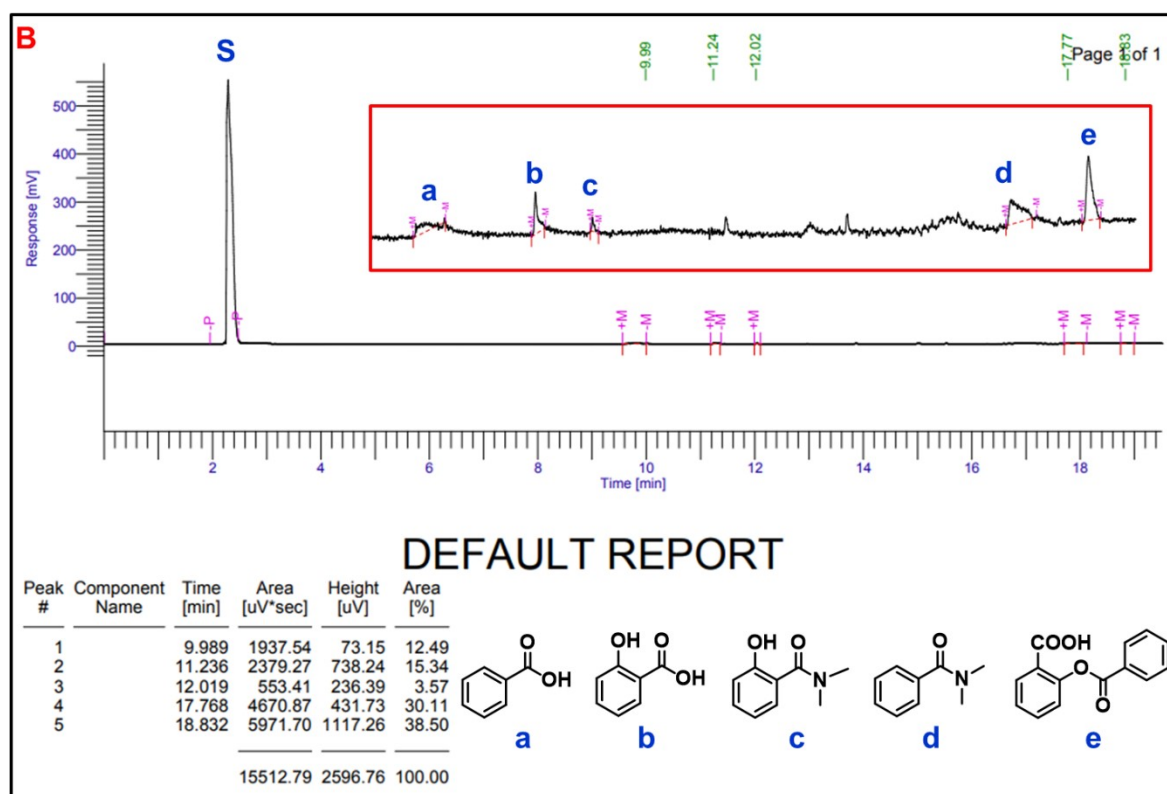 B
S
—9.99
—11.24
—12.02
—17.77
—18.83
Page 1 of 1
a
b
c
d
e
+M
-M
+M
-M
+M
-M
+M
-M
+M
-M
Response [mV]
500
400
300
200
100
0
-P
-P
+M
-M
+M
-M
+M
+M
-M
+M
-M
2 4 6 8 10 12 14 16 18
Time [min]
DEFAULT REPORT
Peak Component Time Area Height Area
# Name [min] [uV*sec] [uV] [%]
1 9.989 1937.54 73.15 12.49
2 11.236 2379.27 738.24 15.34
3 12.019 553.41 236.39 3.57
4 17.768 4670.87 431.73 30.11
5 18.832 5971.70 1117.26 38.50
15512.79 2596.76 100.00
O
OH
a
OH O
OH
b
OH O
N
c
O
N
d
COOH
O
O
e